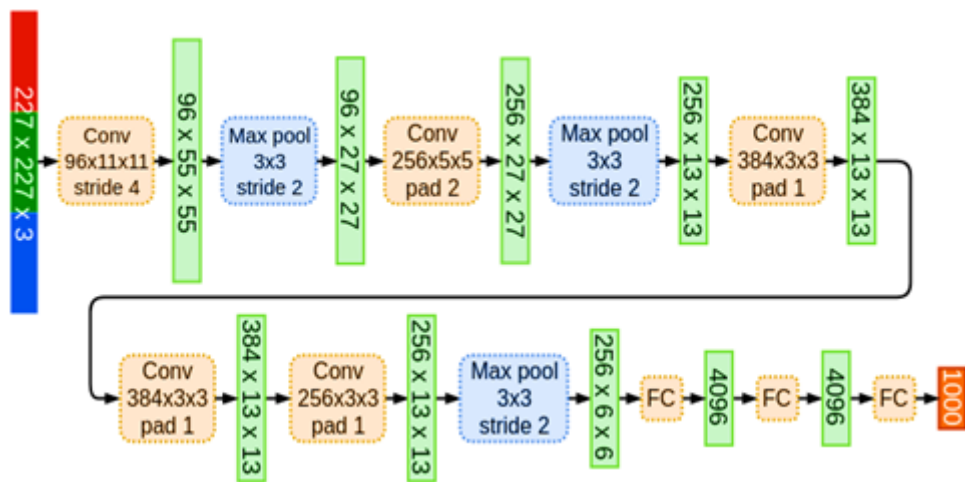 227 x 227 x 3
Conv
96x11x11
stride 4
96 x 55 x 55
Max pool
3x3
stride 2
96 x 27 x 27
Conv
256x5x5
pad 2
256 x 27 x 27
Max pool
3x3
stride 2
256 x 13 x 13
Conv
384x3x3
pad 1
384 x 13 x 13
Conv
384x3x3
pad 1
384 x 13 x 13
Conv
256x3x3
pad 1
256 x 13 x 13
Max pool
3x3
stride 2
256 x 6 x 6
FC
4096
FC
4096
FC
1000